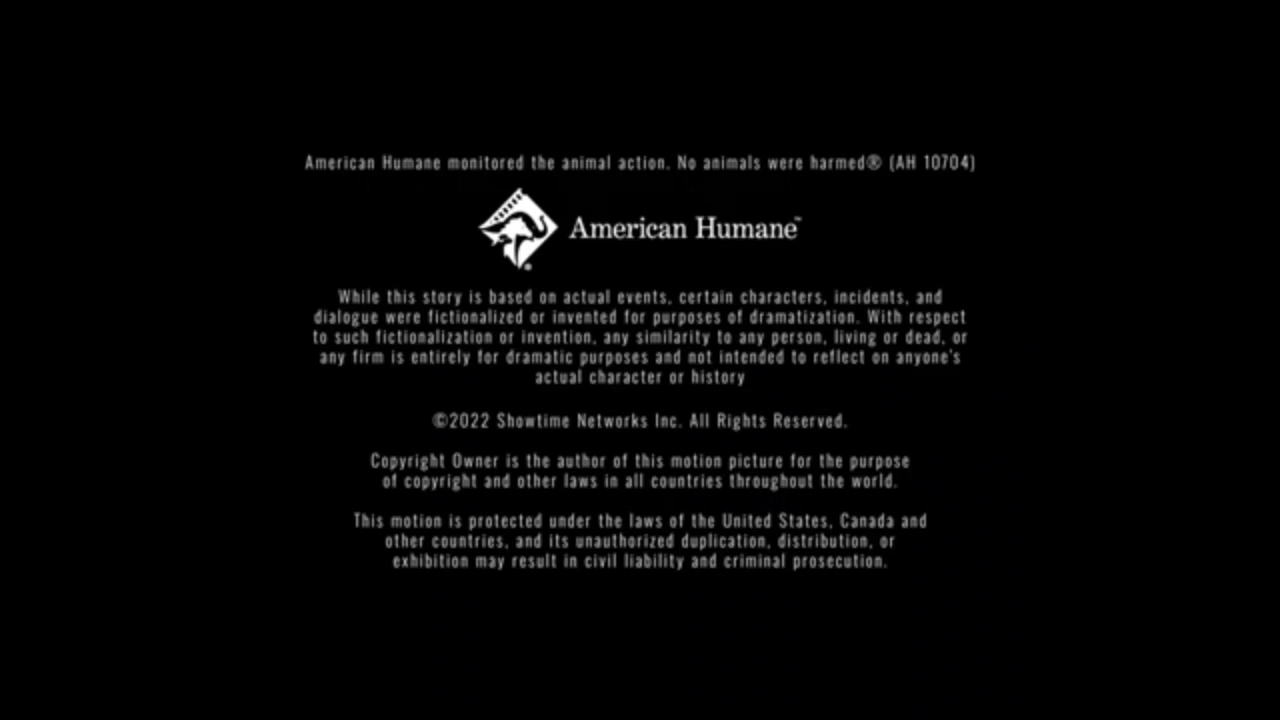 American Humane monitored the animal action. No animals were harmed® (AH 10704)
American Humane™
®
While this story is based on actual events, certain characters, incidents, and
dialogue were fictionalized or invented for purposes of dramatization. With respect
to such fictionalization or invention, any similarity to any person, living or dead, or
any firm is entirely for dramatic purposes and not intended to reflect on anyone's
actual character or history
©2022 Showtime Networks Inc. All Rights Reserved.
Copyright Owner is the author of this motion picture for the purpose
of copyright and other laws in all countries throughout the world.
This motion is protected under the laws of the United States, Canada and
other countries, and its unauthorized duplication, distribution, or
exhibition may result in civil liability and criminal prosecution.